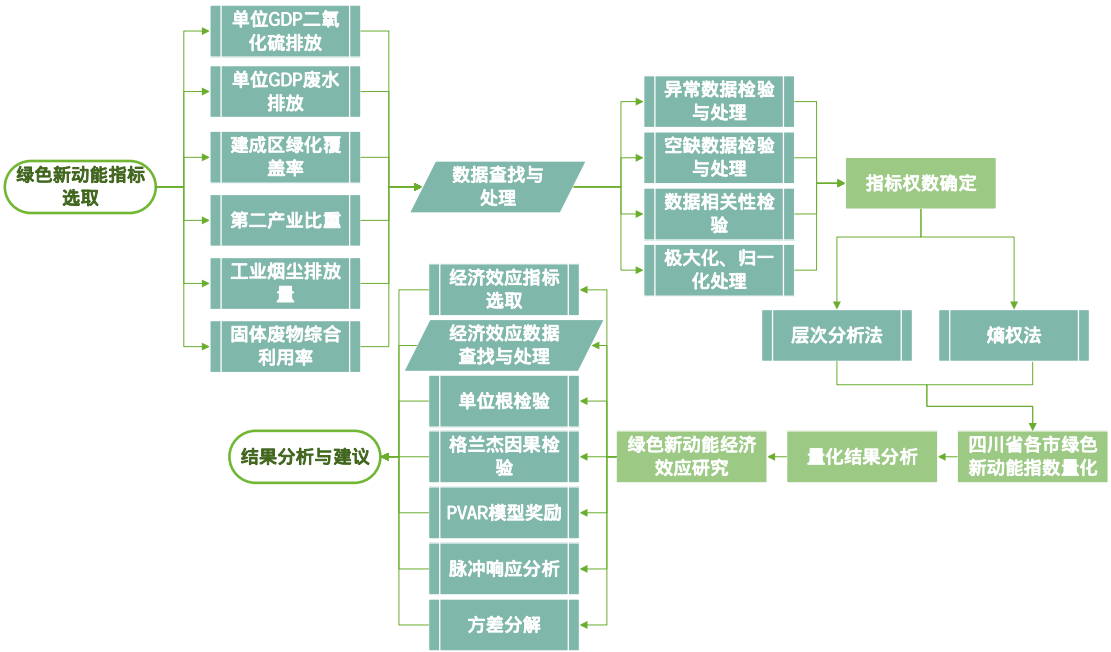 单位GDP二氧
化硫排放
单位GDP废水
排放
建成区绿化覆
盖率
第二产业比重
工业烟尘排放
量
固体废物综合
利用率
绿色新动能指标
选取
数据查找与
处理
异常数据检验
与处理
空缺数据检验
与处理
数据相关性检
验
极大化、归一
化处理
指标权数确定
层次分析法
熵权法
四川省各市绿色
新动能指数量化
量化结果分析
绿色新动能经济
效应研究
经济效应指标
选取
经济效应数据
查找与处理
单位根检验
格兰杰因果检
验
PVAR模型奖励
脉冲响应分析
方差分解
结果分析与建议